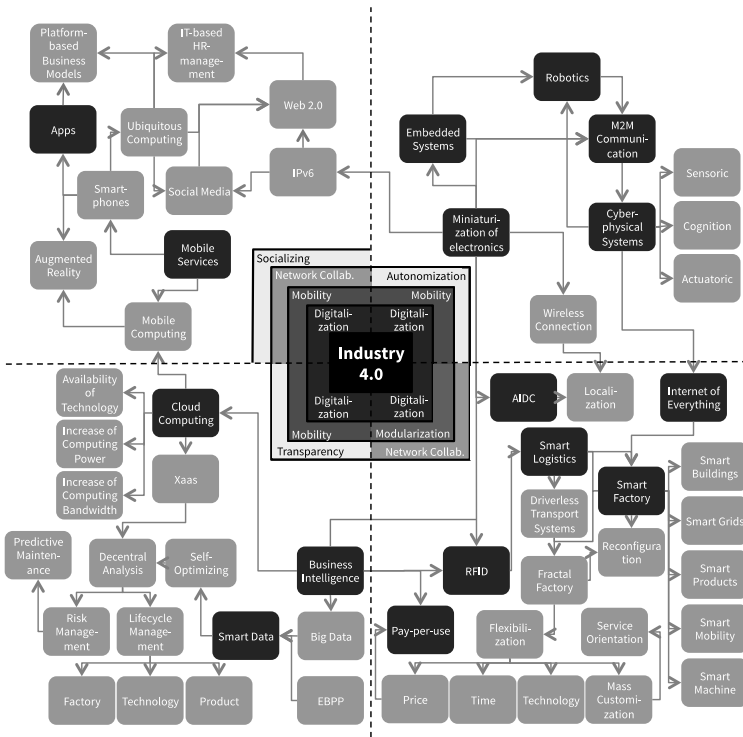 Platform-
based
Business
Models
IT-based
HR-
management
Web 2.0
Apps
Ubiquitous
Computing
IPv6
Smart-
phones
Social Media
Augmented
Reality
Mobile
Services
Mobile
Computing
Robotics
Embedded
Systems
M2M
Communi-
cation
Sensoric
Miniaturiza-
tion of
electronics
Cyber-
physical
Systems
Cognition
Actuatoric
Wireless
Connection
Socializing
Network Collab.
Autonomization
Mobility
Mobility
Digitali-
zation
Digitali-
zation
Industry
4.0
Digitali-
zation
Digitali-
zation
Mobility
Modularization
Transparency
Network Collab.
Availability
of
Technology
Cloud
Computing
Increase of
Computing
Power
Xaas
Increase of
Computing
Bandwidth
Predictive
Mainten-
ance
Decentral
Analysis
Self-
Optimizing
Business
Intelligence
Risk
Manage-
ment
Lifecycle
Manage-
ment
Smart Data
Big Data
Factory
Technology
Product
EBPP
AIDC
Locali-
zation
Internet of
Everything
Smart
Logistics
Smart
Buildings
Driverless
Transport
Systems
Smart
Factory
Smart Grids
RFID
Fractal
Factory
Reconfigu-
ration
Smart
Products
Pay-per-use
Flexibili-
zation
Service
Orientation
Smart
Mobility
Price
Time
Technology
Mass
Customi-
zation
Smart
Machine